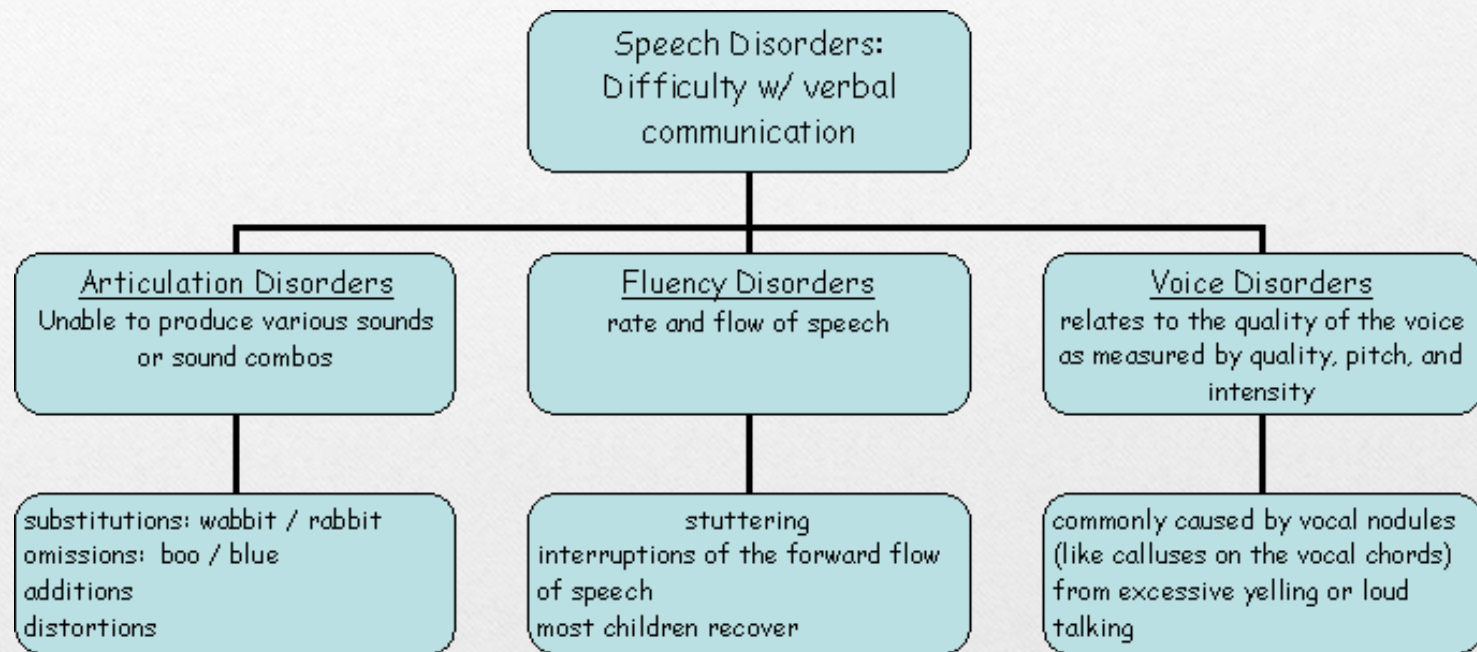 Speech Disorders:
Difficulty w/ verbal
communication
Articulation Disorders
Unable to produce various sounds
or sound combos
Fluency Disorders
rate and flow of speech
Voice Disorders
relates to the quality of the voice
as measured by quality, pitch, and
intensity
substitutions: wabbit / rabbit
omissions: boo / blue
additions
distortions
stuttering
interruptions of the forward flow
of speech
most children recover
commonly caused by vocal nodules
(like calluses on the vocal chords)
from excessive yelling or loud
talking